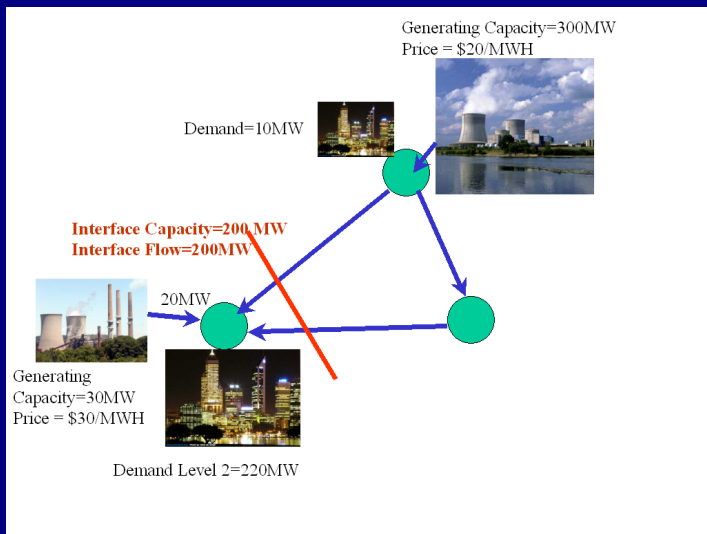 Generating Capacity=300MW
Price = $20/MWH
Demand=10MW
Interface Capacity=200 MW
Interface Flow=200MW
20MW
Generating
Capacity=30MW
Price = $30/MWH
Demand Level 2=220MW